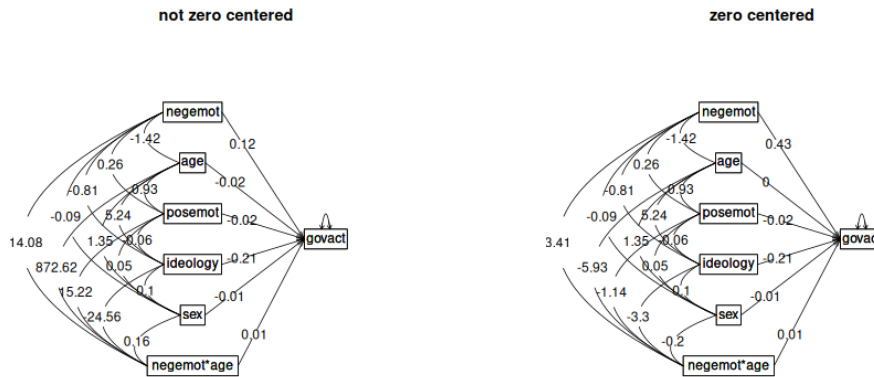 not zero centered
negemot
-1.42
0.12
0.26
age
-0.81
0.93
-0.02
-0.09
5.24
posemot
-0.02
14.08
1.35
-0.06
govact
872.62
0.05
ideology
-0.21
15.22
0.1
-0.01
-24.56
sex
0.16
0.01
negemot*age
zero centered
negemot
-1.42
0.43
0.26
age
-0.81
0.93
0
-0.09
5.24
posemot
-0.02
3.41
1.35
-0.06
govact
-5.93
0.05
ideology
-0.21
-1.14
0.1
-0.01
-3.3
sex
-0.2
0.01
negemot*age